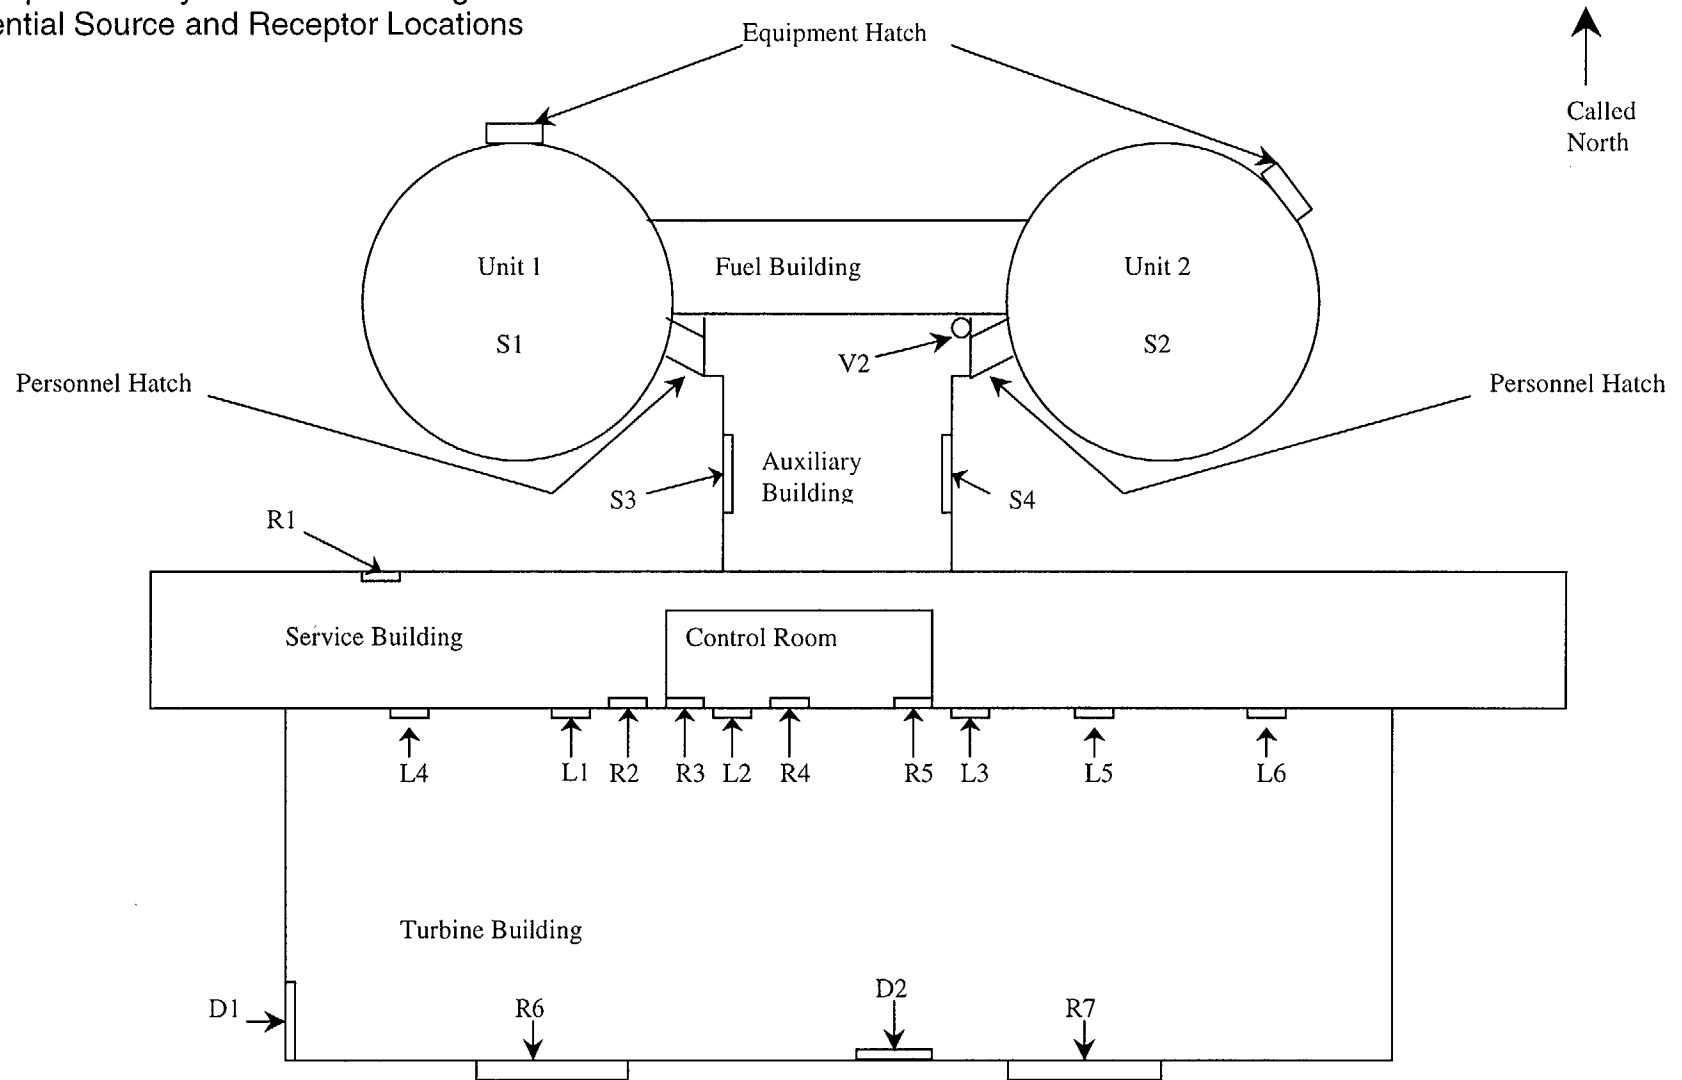 ential Source and Receptor Locations
Equipment Hatch
Called
North
Unit 1
Fuel Building
Unit 2
S1
V2
S2
Personnel Hatch
Personnel Hatch
Auxiliary
Building
S3
S4
R1
Service Building
Control Room
L4
L1
R2
R3
L2
R4
R5
L3
L5
L6
Turbine Building
D1
R6
D2
R7